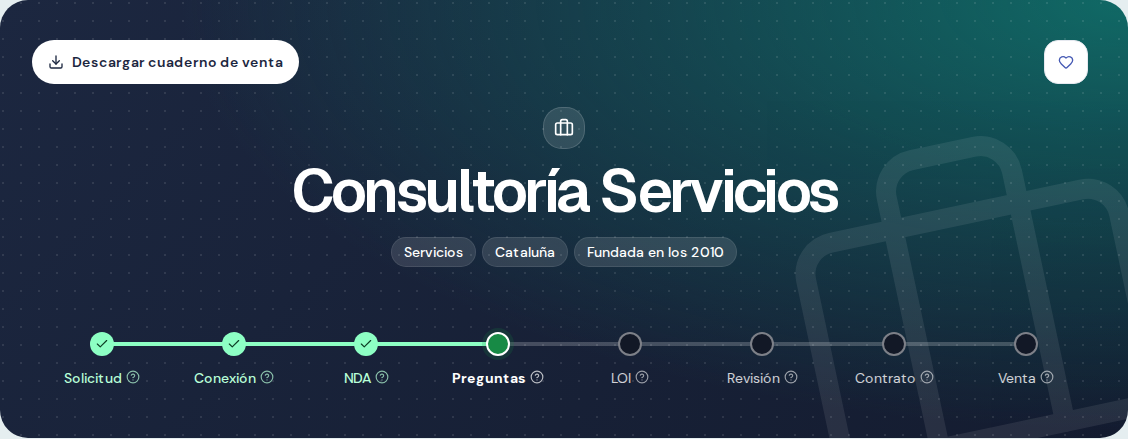 Descargar cuaderno de venta
Consultoría Servicios
Servicios Cataluña Fundada en los 2010
Solicitud Conexión NDA Preguntas LOI Revisión Contrato Venta